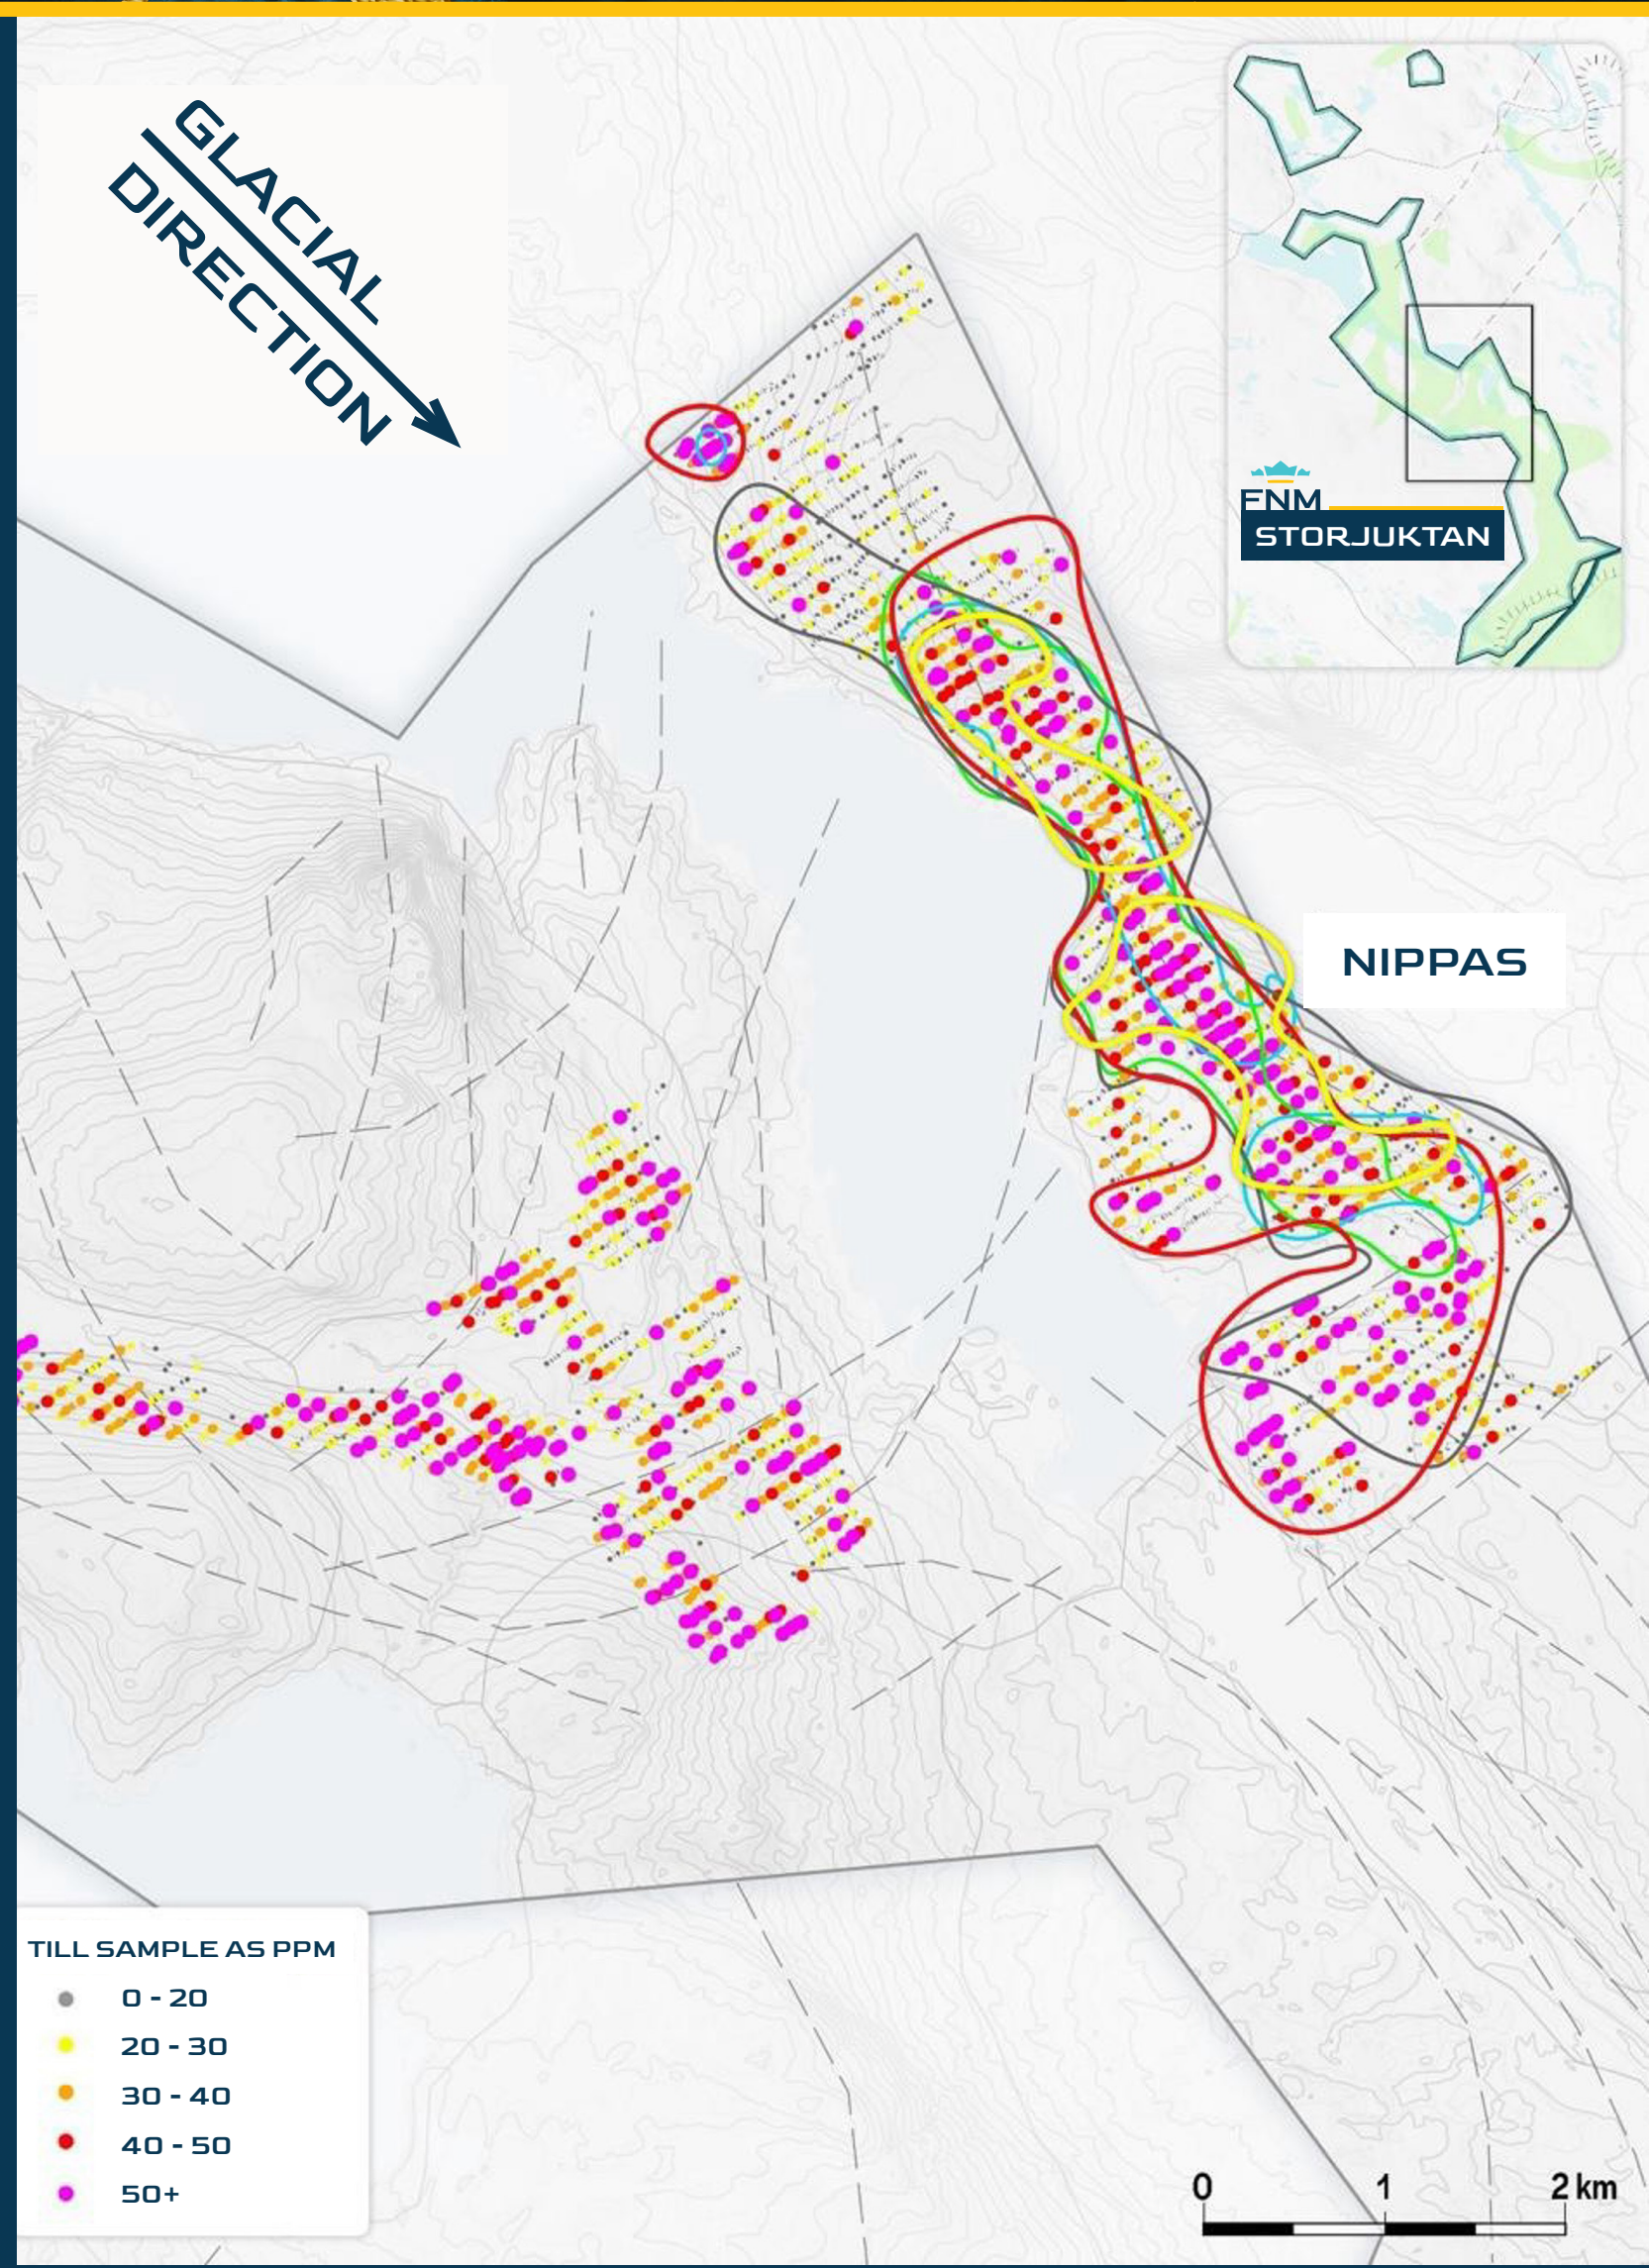 GLACIAL
DIRECTION
FNM
STORJUKTAN
NIPPAS
TILL SAMPLE AS PPM
0 - 20
20 - 30
30 - 40
40 - 50
50+
0 1 2 km